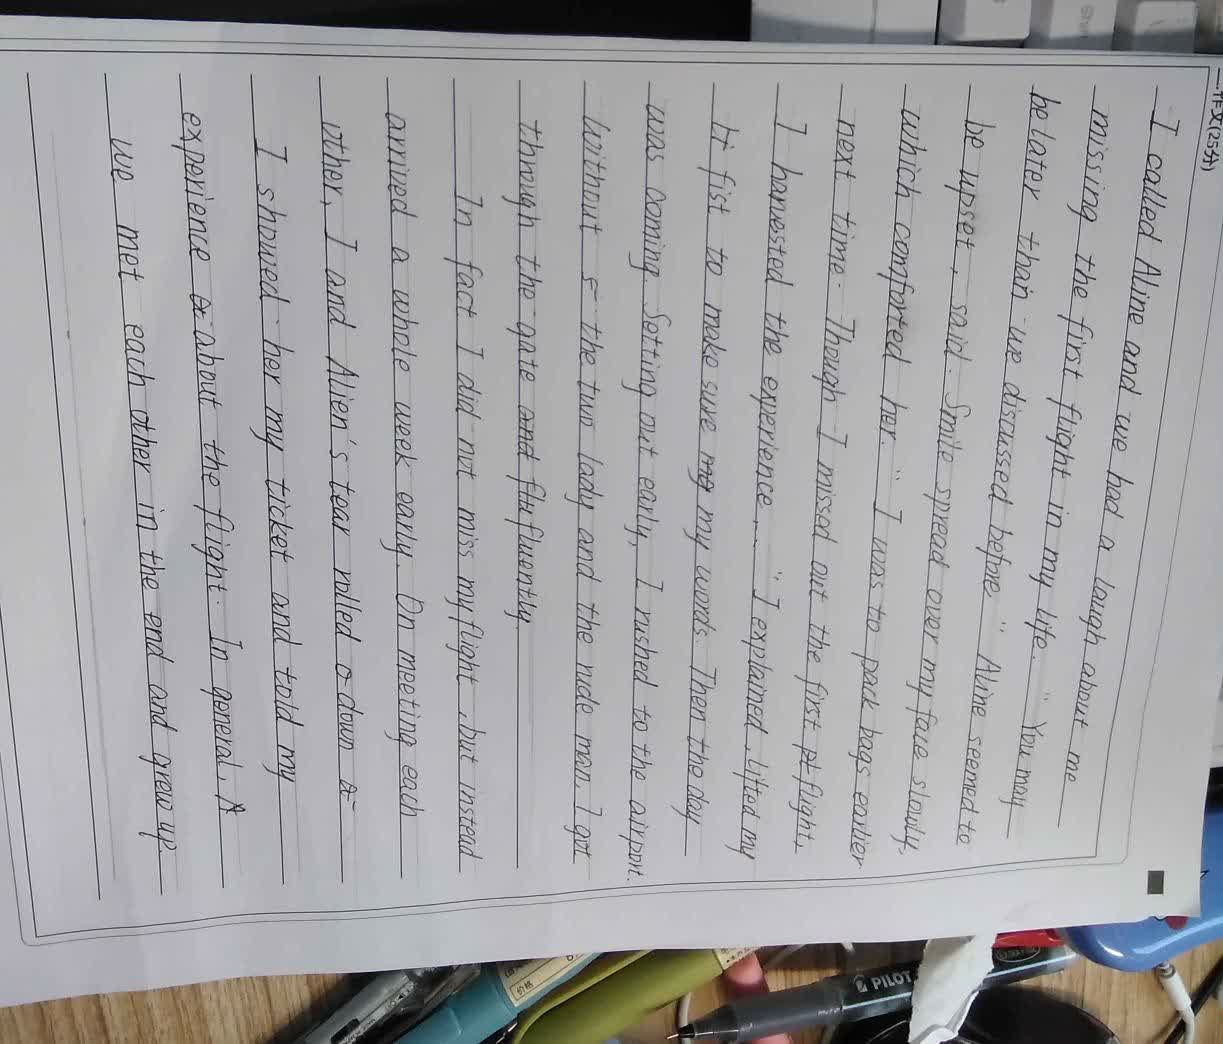 作文(25分)
I called Aline and we had a laugh about me
missing the first flight in my life. "You may
be later than we discussed before" Aline seemed to
be upset, said. Smile spread over my face slowly,
which comforted her. "I was to pack bags earlier
next time. Though I missed out the first flight,
I harvested the experience..." I explained, lifted my
fist to make sure my words. Then the day
was coming. Setting out early, I rushed to the airport.
Without the two lady and the rude man, I got
through the gate and fluently.
In fact I did not miss my flight, but instead
arrived a whole week early. On meeting each
other, I and Alien's tear rolled down
I showed her my ticket and told my
experience about the flight. In general, A
we met each other in the end and grew up.
PILOT
价格
Shift